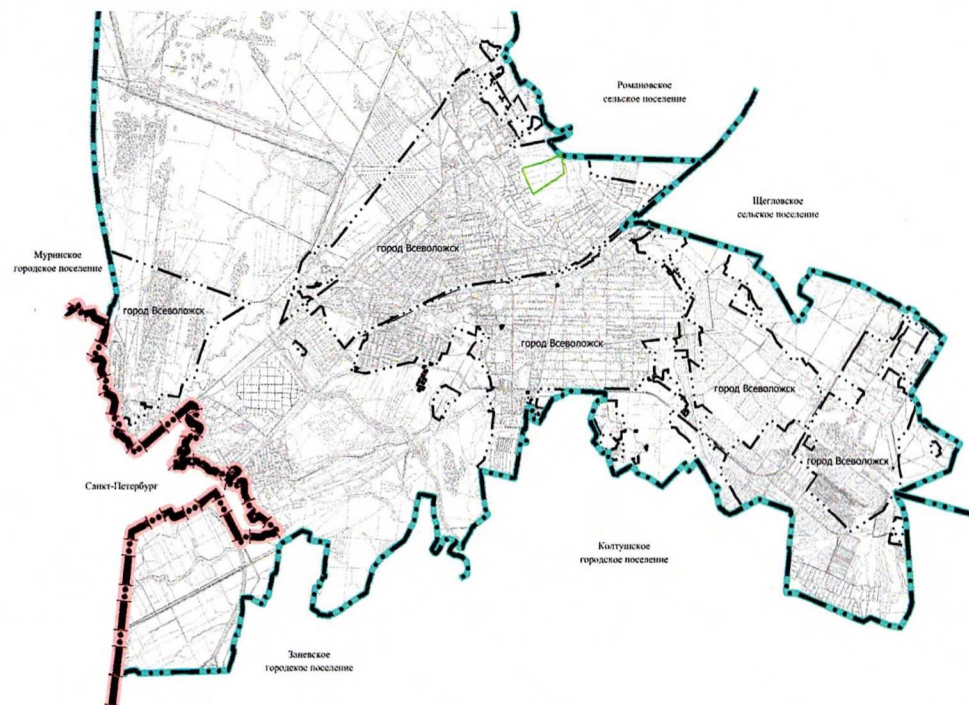 Романовское
сельское поселение
Щегловское
сельское поселение
город Всеволожск
Муринское
городское поселение
город Всеволожск
город Всеволожск
город Всеволожск
город Всеволожск
Санкт-Петербург
Колтушское
городское поселение
Заневское
городское поселение